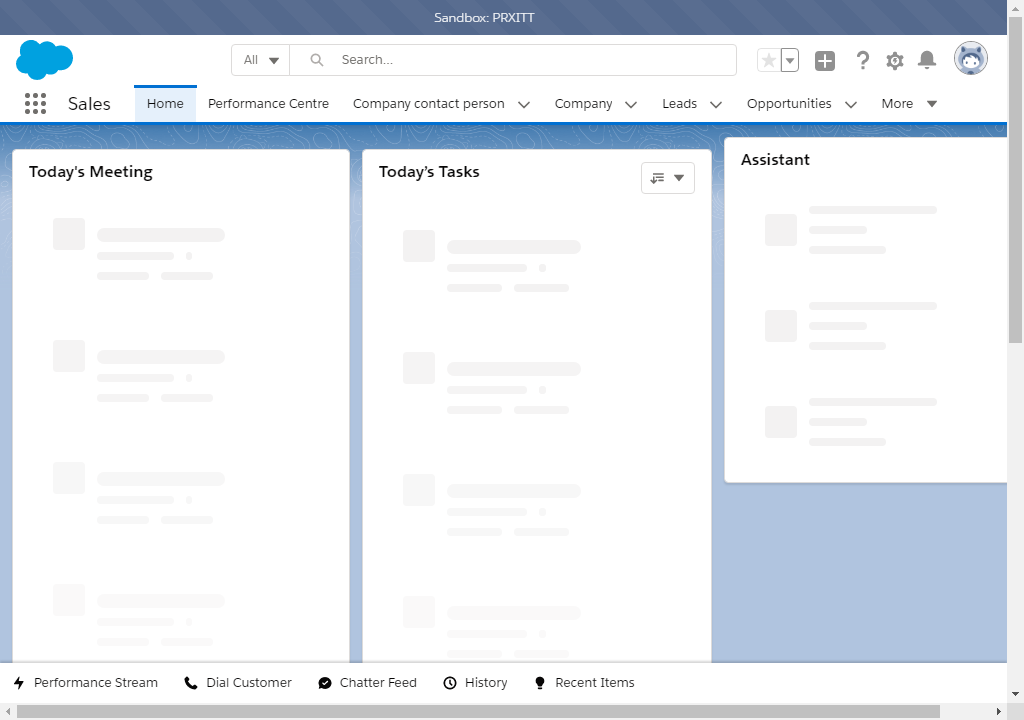 Sandbox: PRXITT
All
Search...
Sales
Home
Performance Centre
Company contact person
Company
Leads
Opportunities
More
Today's Meeting
Today’s Tasks
Assistant
Performance Stream
Dial Customer
Chatter Feed
History
Recent Items